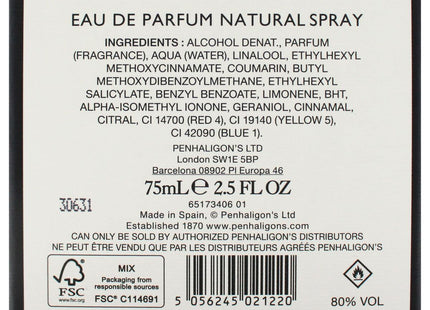 EAU DE PARFUM NATURAL SPRAY
INGREDIENTS : ALCOHOL DENAT., PARFUM
(FRAGRANCE), AQUA (WATER), LINALOOL, ETHYLHEXYL
METHOXYCINNAMATE, COUMARIN, BUTYL
METHOXYDIBENZOYLMETHANE, ETHYLHEXYL
SALICYLATE, BENZYL BENZOATE, LIMONENE, BHT,
ALPHA-ISOMETHYL IONONE, GERANIOL, CINNAMAL,
CITRAL, CI 14700 (RED 4), CI 19140 (YELLOW 5),
CI 42090 (BLUE 1).
PENHALIGON'S LTD
London SW1E 5BP
Barcelona 08902 Pl Europa 46
75mL℮ 2.5 FL OZ
30631
65173406 01
Made in Spain, © Penhaligon's Ltd
Established 1870 www.penhaligons.com
CAN ONLY BE SOLD BY AUTHORIZED PENHALIGON'S DISTRIBUTORS
NE PEUT ÊTRE VENDU QUE PAR LES DISTRIBUTEURS AGRÉÉS PENHALIGON'S
FSC
www.fsc.org
MIX
Packaging from
responsible sources
FSC® C114691
5 056245 021220
80% VOL